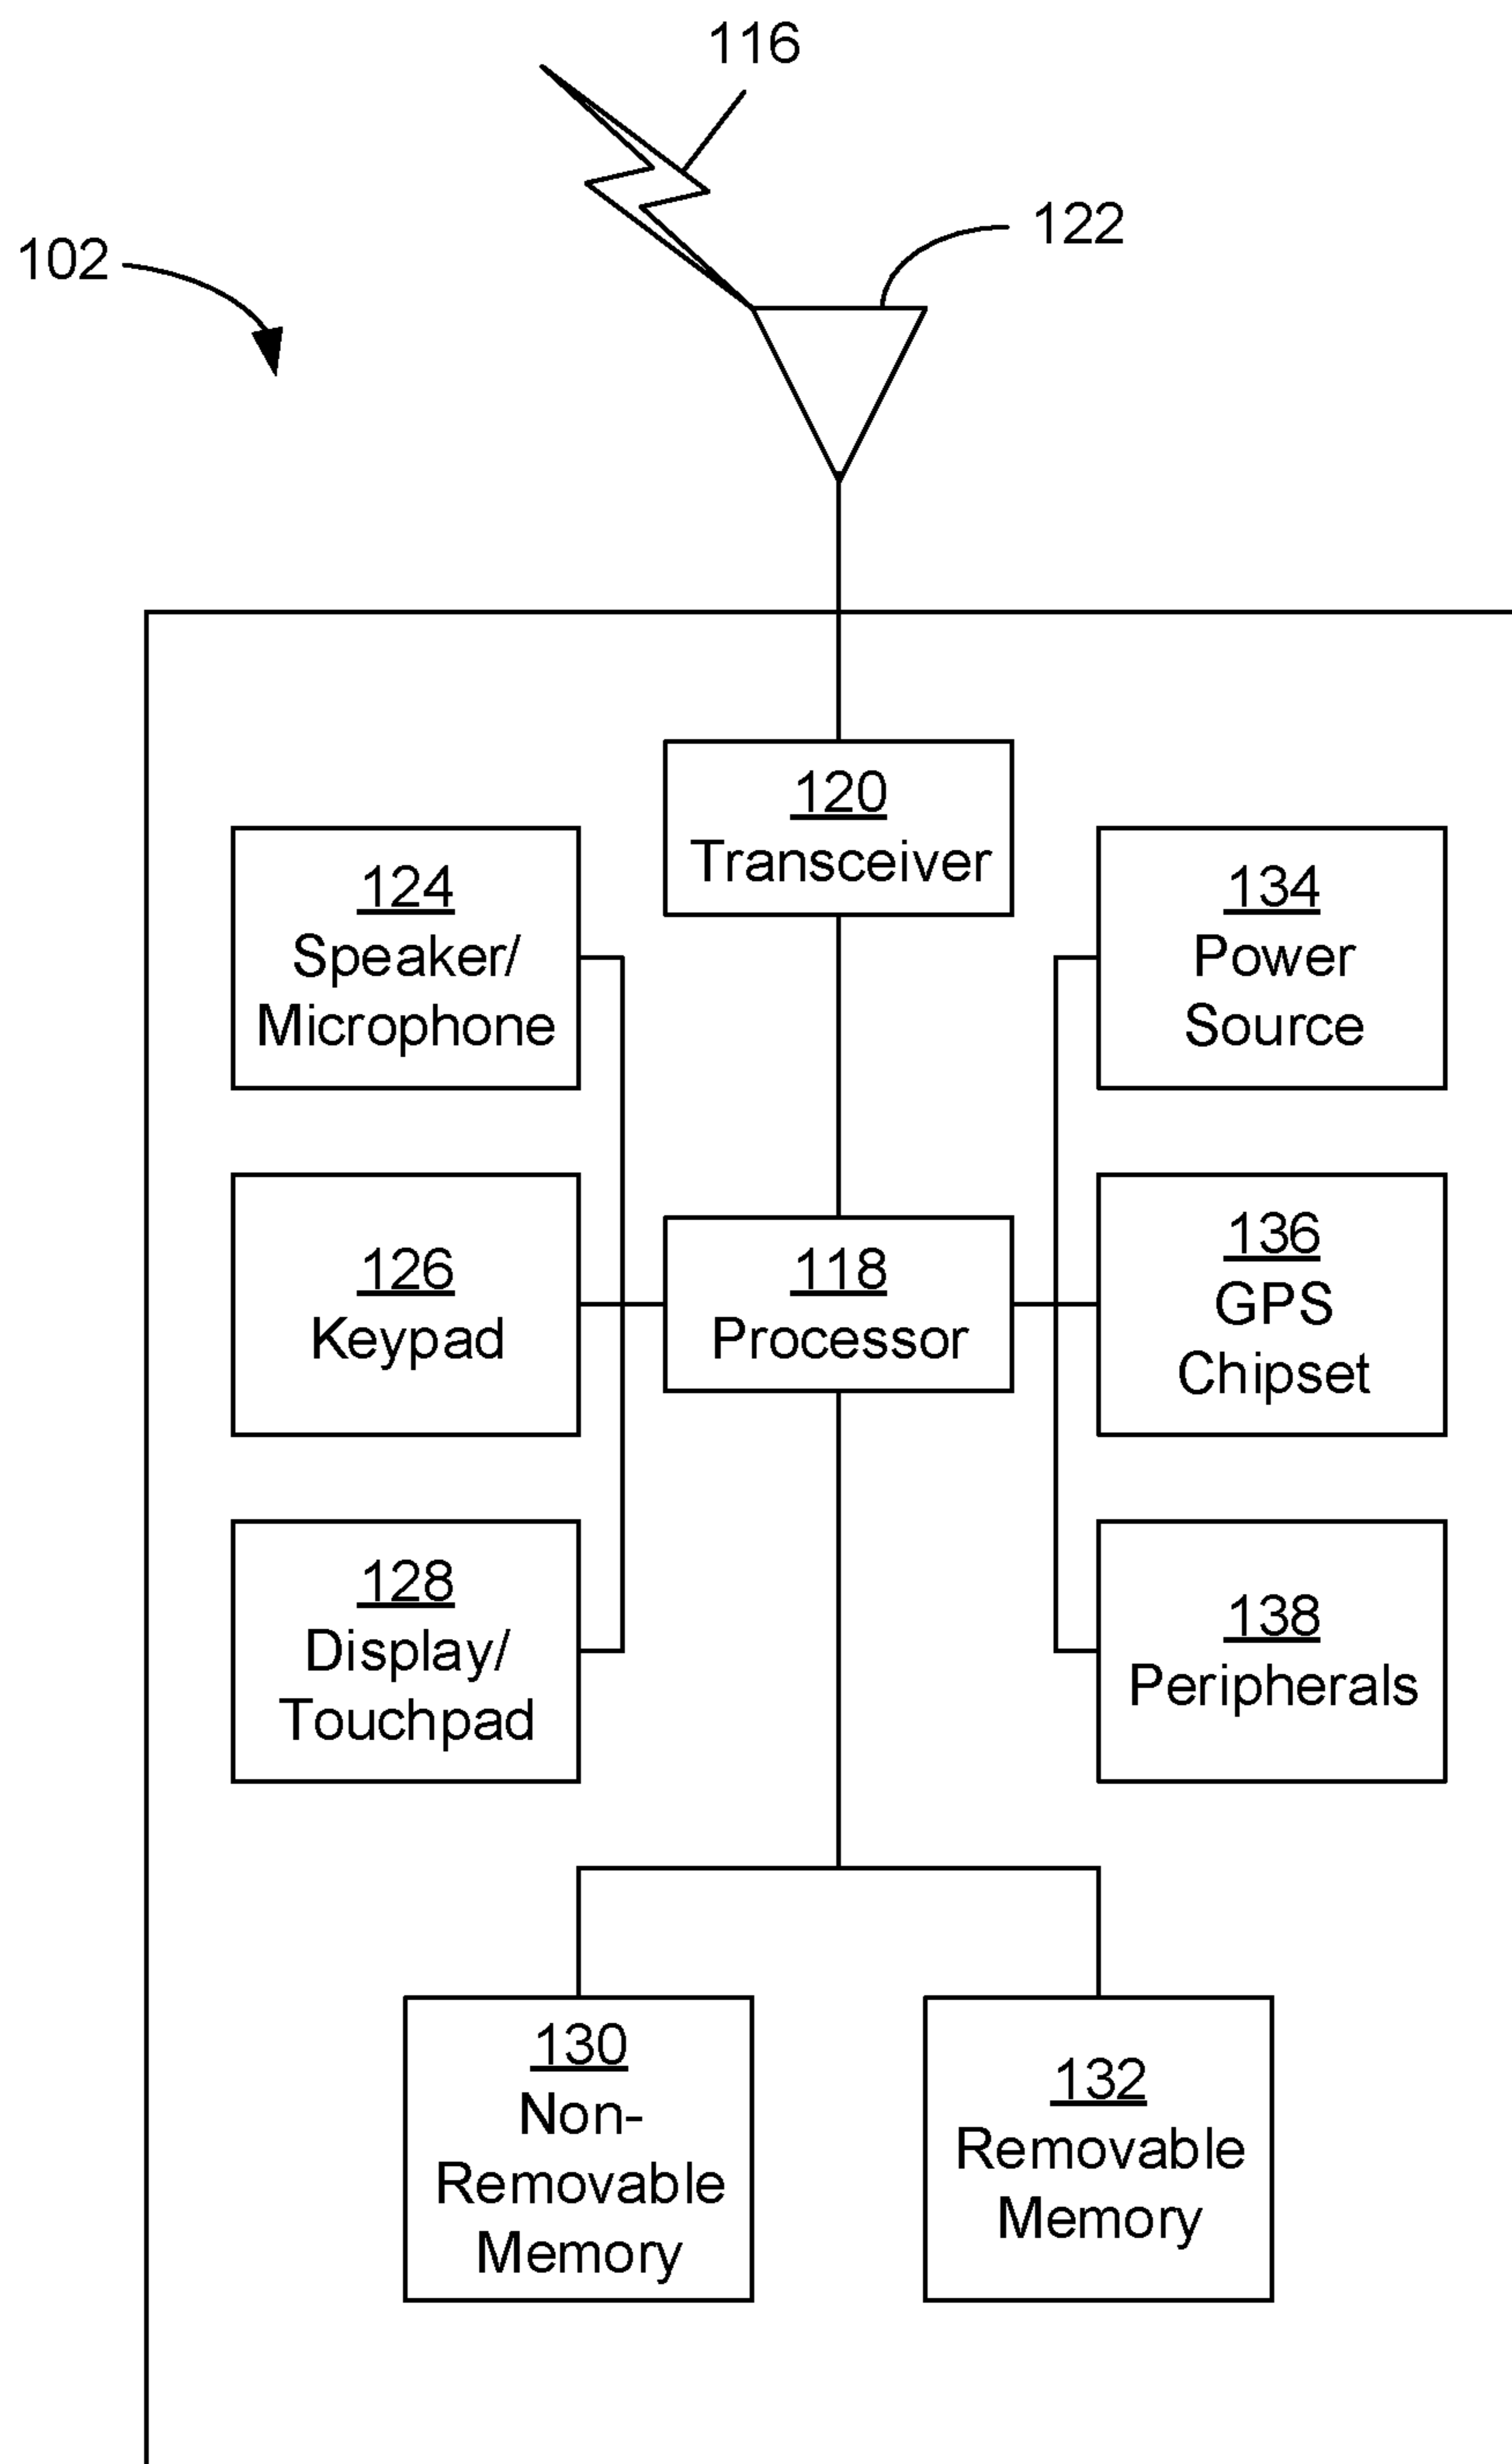 116
122
102
120
Transceiver
124
Speaker/
Microphone
134
Power
Source
126
Keypad
118
Processor
136
GPS
Chipset
128
Display/
Touchpad
138
Peripherals
130
Non-
Removable
Memory
132
Removable
Memory